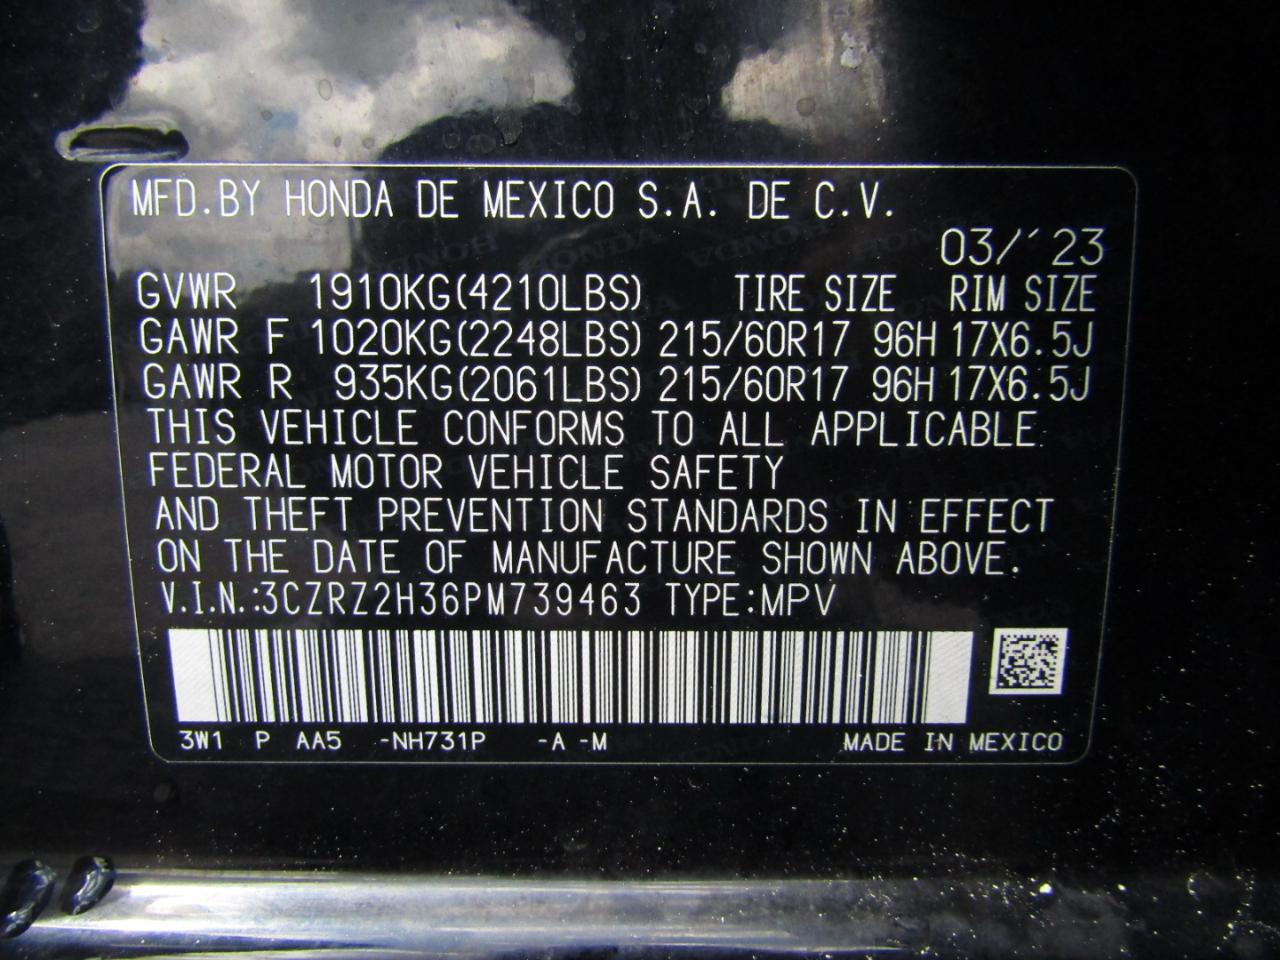 MFD.BY HONDA DE MEXICO S.A. DE C.V.
03/´23
GVWR 1910KG(4210LBS) TIRE SIZE RIM SIZE
GAWR F 1020KG(2248LBS) 215/60R17 96H 17X6.5J
GAWR R 935KG(2061LBS) 215/60R17 96H 17X6.5J
THIS VEHICLE CONFORMS TO ALL APPLICABLE
FEDERAL MOTOR VEHICLE SAFETY
AND THEFT PREVENTION STANDARDS IN EFFECT
ON THE DATE OF MANUFACTURE SHOWN ABOVE.
V.I.N.:3CZRZ2H36PM739463 TYPE:MPV
3W1 P AA5 -NH731P -A -M MADE IN MEXICO